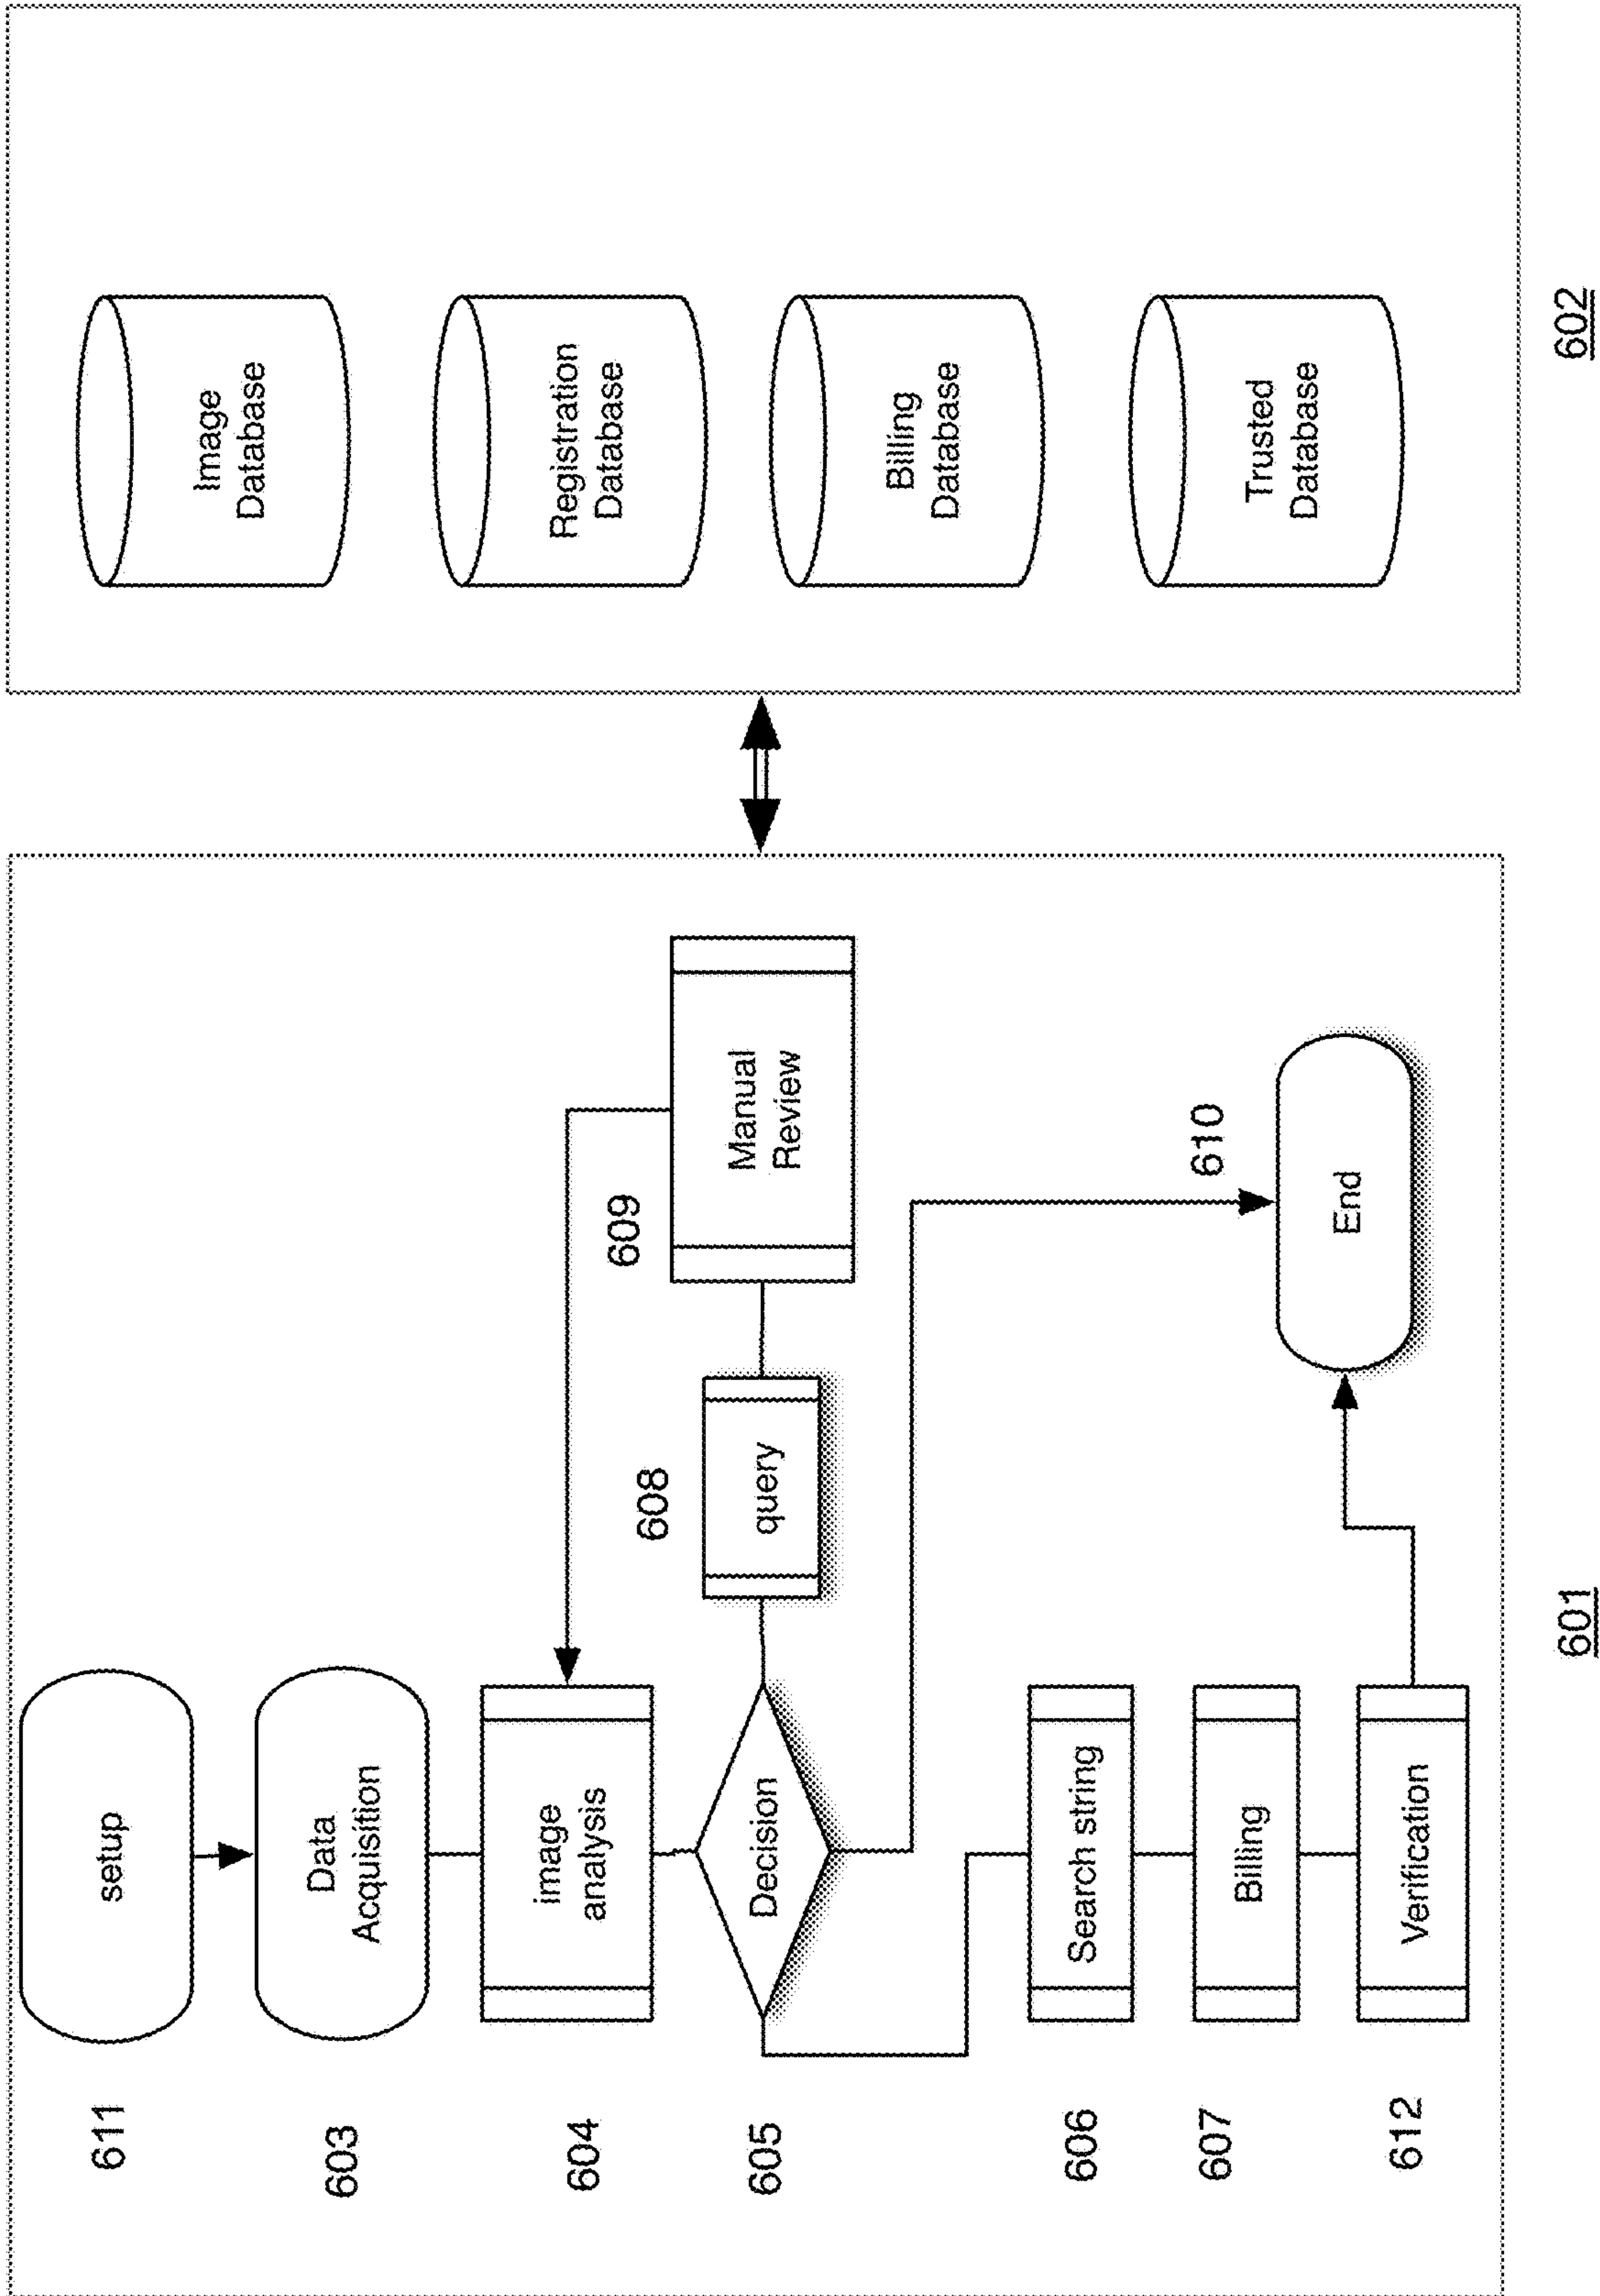 611
setup
603
Data
Acquisition
604
image
analysis
605
Decision
608
query
609
Manual
Review
606
Search string
607
Billing
612
Verification
610
End
601
Image
Database
Registration
Database
Billing
Database
Trusted
Database
602